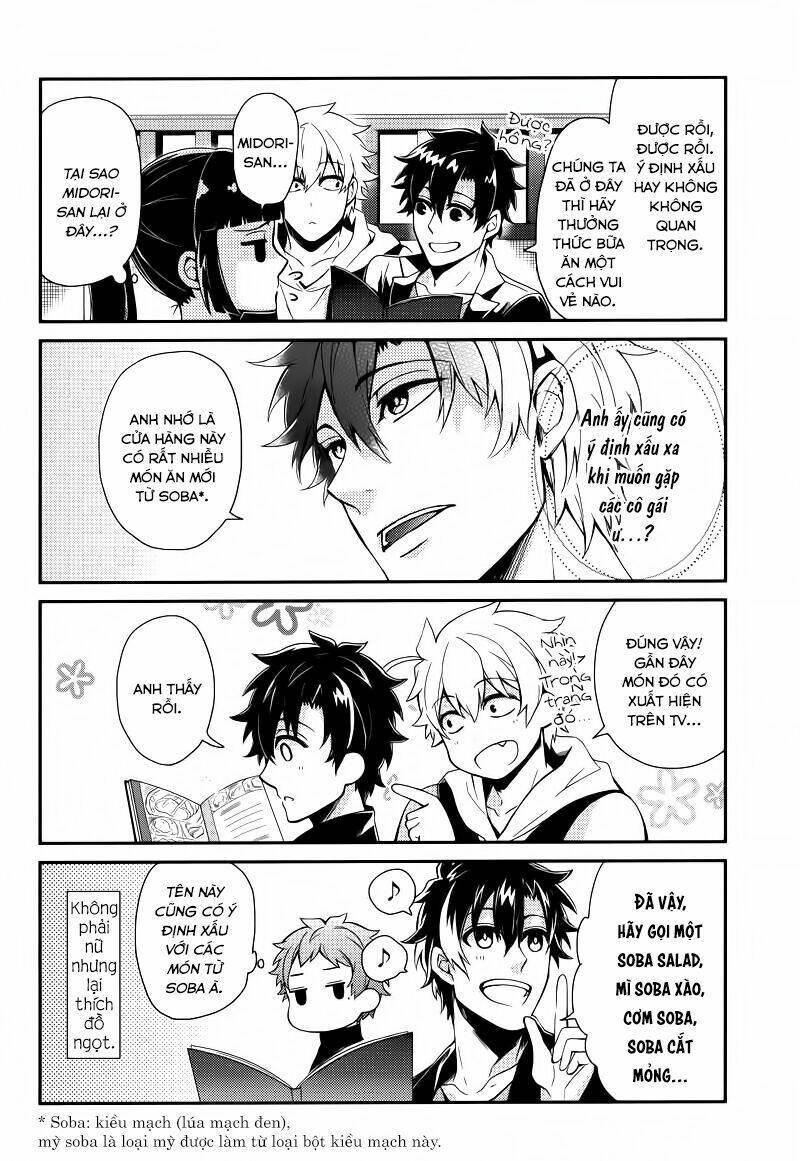 ĐƯỢC RỒI,
ĐƯỢC RỒI.
Ý ĐỊNH XẤU
HAY KHÔNG
KHÔNG
QUAN
TRỌNG.
CHÚNG TA
ĐÃ Ở ĐÂY
THÌ HÃY
THƯỞNG
THỨC BỮA
ĂN MỘT
CÁCH VUI
VẺ NÀO.
Được
hông?
MIDORI-
SAN...
TẠI SAO
MIDORI-
SAN LẠI Ở
ĐÂY...?
Anh ấy cũng có
ý định xấu xa
khi muốn gặp
các cô gái
ư...?
ANH NHỚ LÀ
CỬA HÀNG NÀY
CÓ RẤT NHIỀU
MÓN ĂN MỚI
TỪ SOBA*.
ĐÚNG VẬY!
GẦN ĐÂY
MÓN ĐÓ CÓ
XUẤT HIỆN
TRÊN TV...
Nhìn
nầy!
Trong
trang
đó...
ANH THẤY
RỒI.
ĐÃ VẬY,
HÃY GỌI MỘT
SOBA SALAD,
MÌ SOBA XÀO,
CƠM SOBA,
SOBA CẮT
MỎNG...
TÊN NÀY
CŨNG CÓ Ý
ĐỊNH XẤU
VỚI CÁC
MÓN TỪ
SOBA À.
Không
phải
nữ
nhưng
lại
thích
đồ
ngọt.
* Soba: kiều mạch (lúa mạch đen),
mỳ soba là loại mỳ được làm từ loại bột kiều mạch này.